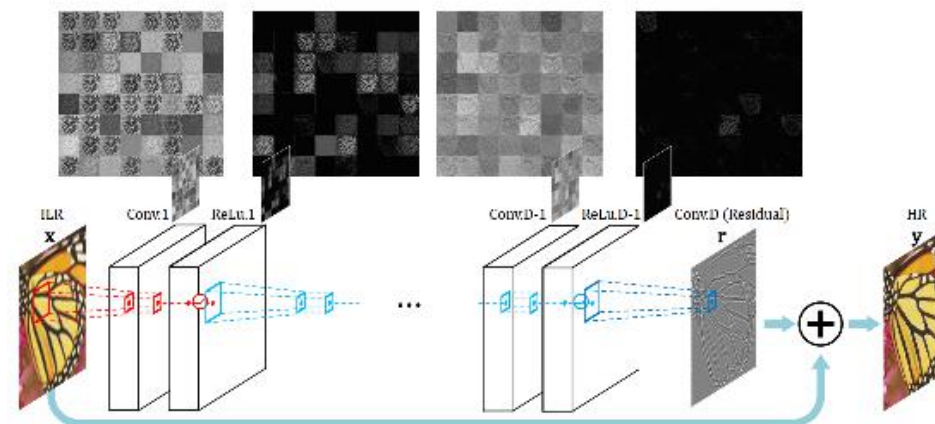 ILR
x
Conv.1
ReLu.1
...
Conv.D-1
ReLu.D-1
Conv.D (Residual)
r
HR
y